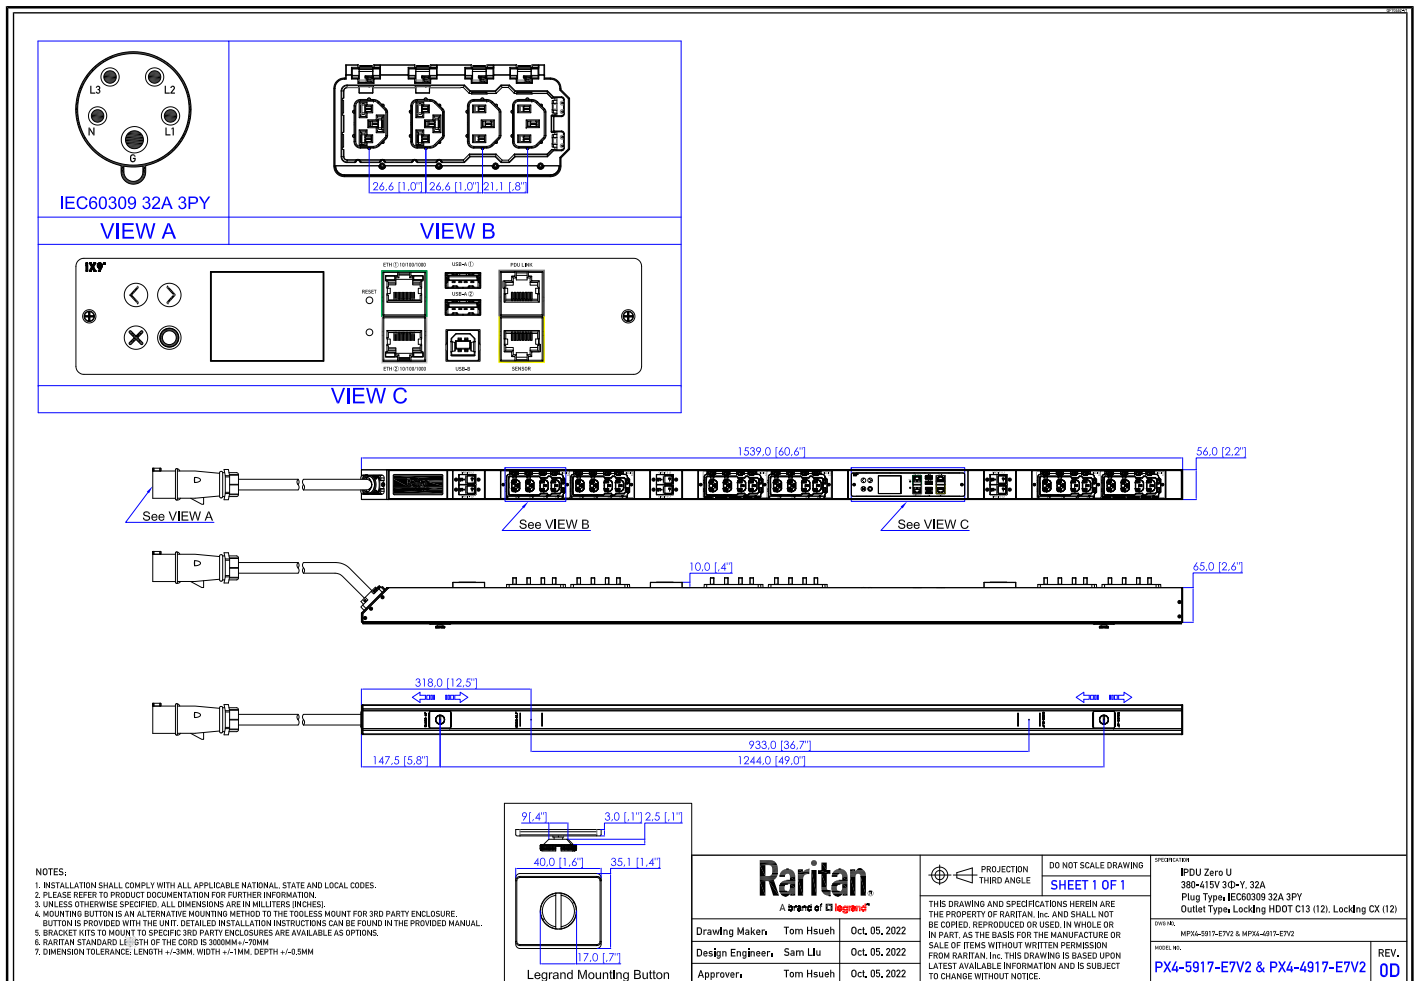 L3
L2
N
L1
G
IEC60309 32A 3PY
VIEW A
26,6 [1,0"]
26,6 [1,0"]
21,1 [,8"]
VIEW B
IX9
ETH ① 10/100/1000
USB-A ①
PDU LINK
RESET
USB-A ②
ETH ② 10/100/1000
USB-B
SENSOR
VIEW C
1539,0 [60,6"]
56,0 [2,2"]
See VIEW A
See VIEW B
See VIEW C
10,0 [,4"]
65,0 [2,6"]
318,0 [12,5"]
933,0 [36,7"]
147,5 [5,8"]
1244,0 [49,0"]
9[,4"]
3,0 [,1"]
2,5 [,1"]
40,0 [1,6"]
35,1 [1,4"]
17,0 [,7"]
Legrand Mounting Button
NOTES:
1. INSTALLATION SHALL COMPLY WITH ALL APPLICABLE NATIONAL, STATE AND LOCAL CODES.
2. PLEASE REFER TO PRODUCT DOCUMENTATION FOR FURTHER INFORMATION.
3. UNLESS OTHERWISE SPECIFIED, ALL DIMENSIONS ARE IN MILLITERS [INCHES].
4. MOUNTING BUTTON IS AN ALTERNATIVE MOUNTING METHOD TO THE TOOLESS MOUNT FOR 3RD PARTY ENCLOSURE.
BUTTON IS PROVIDED WITH THE UNIT. DETAILED INSTALLATION INSTRUCTIONS CAN BE FOUND IN THE PROVIDED MANUAL.
5. BRACKET KITS TO MOUNT TO SPECIFIC 3RD PARTY ENCLOSURES ARE AVAILABLE AS OPTIONS.
6. RARITAN STANDARD LENGTH OF THE CORD IS 3000MM+/-70MM
7. DIMENSION TOLERANCE: LENGTH +/-3MM, WIDTH +/-1MM, DEPTH +/-0.5MM
Raritan.
A brand of legrand
Drawing Maker: Tom Hsueh Oct. 05, 2022
Design Engineer: Sam Liu Oct. 05, 2022
Approver: Tom Hsueh Oct. 05, 2022
PROJECTION
THIRD ANGLE
DO NOT SCALE DRAWING
SHEET 1 OF 1
THIS DRAWING AND SPECIFICATIONS HEREIN ARE
THE PROPERTY OF RARITAN, Inc. AND SHALL NOT
BE COPIED, REPRODUCED OR USED, IN WHOLE OR
IN PART, AS THE BASIS FOR THE MANUFACTURE OR
SALE OF ITEMS WITHOUT WRITTEN PERMISSION
FROM RARITAN, Inc. THIS DRAWING IS BASED UPON
LATEST AVAILABLE INFORMATION AND IS SUBJECT
TO CHANGE WITHOUT NOTICE.
SPECIFICATION
IPDU Zero U
380-415V 3Φ-Y, 32A
Plug Type: IEC60309 32A 3PY
Outlet Type: Locking HDOT C13 (12), Locking CX (12)
DWG NO.
MPX4-5917-E7V2 & MPX4-4917-E7V2
MODEL NO.
PX4-5917-E7V2 & PX4-4917-E7V2
REV.
0D